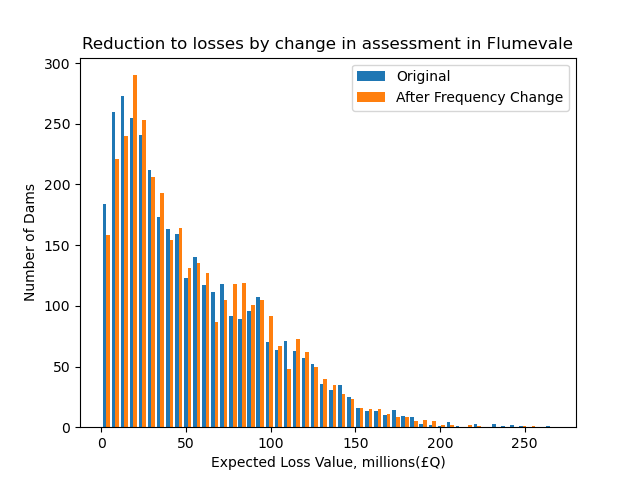 Reduction to losses by change in assessment in Flumevale
Original
After Frequency Change
300
250
200
150
100
50
0
Number of Dams
0 50 100 150 200 250
Expected Loss Value, millions(£Q)